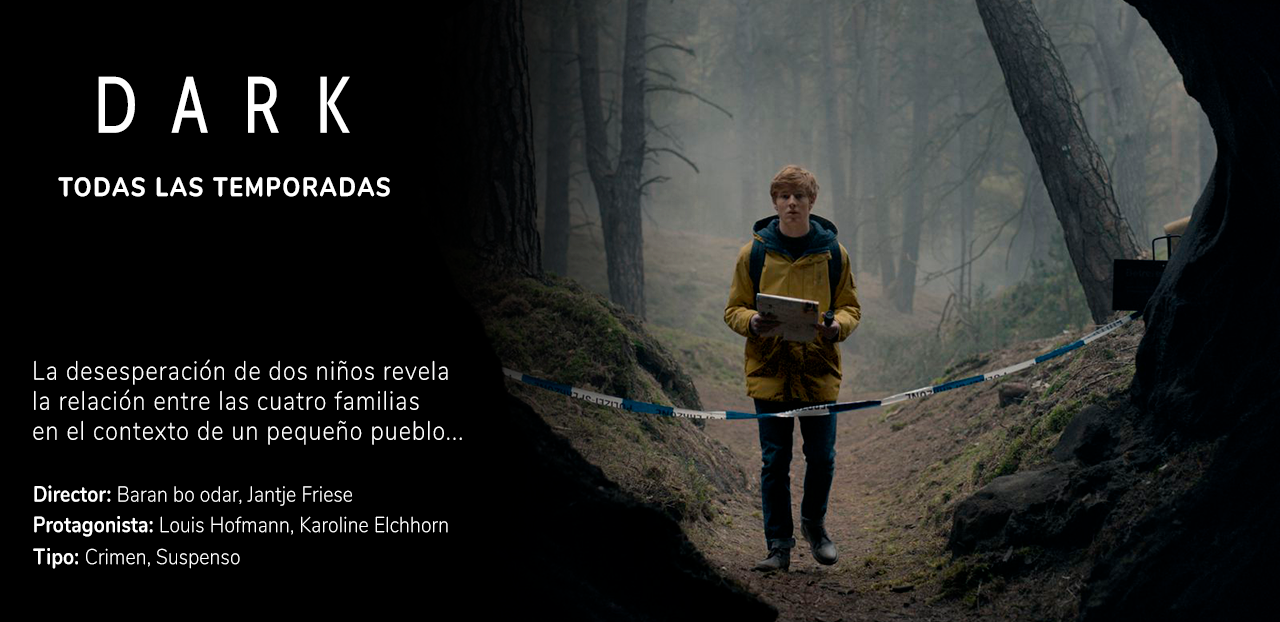 DARK
TODAS LAS TEMPORADAS
La desesperación de dos niños revela
la relación entre las cuatro familias
en el contexto de un pequeño pueblo...
Director: Baran bo odar, Jantje Friese
Protagonista: Louis Hofmann, Karoline Elchhorn
Tipo: Crimen, Suspenso